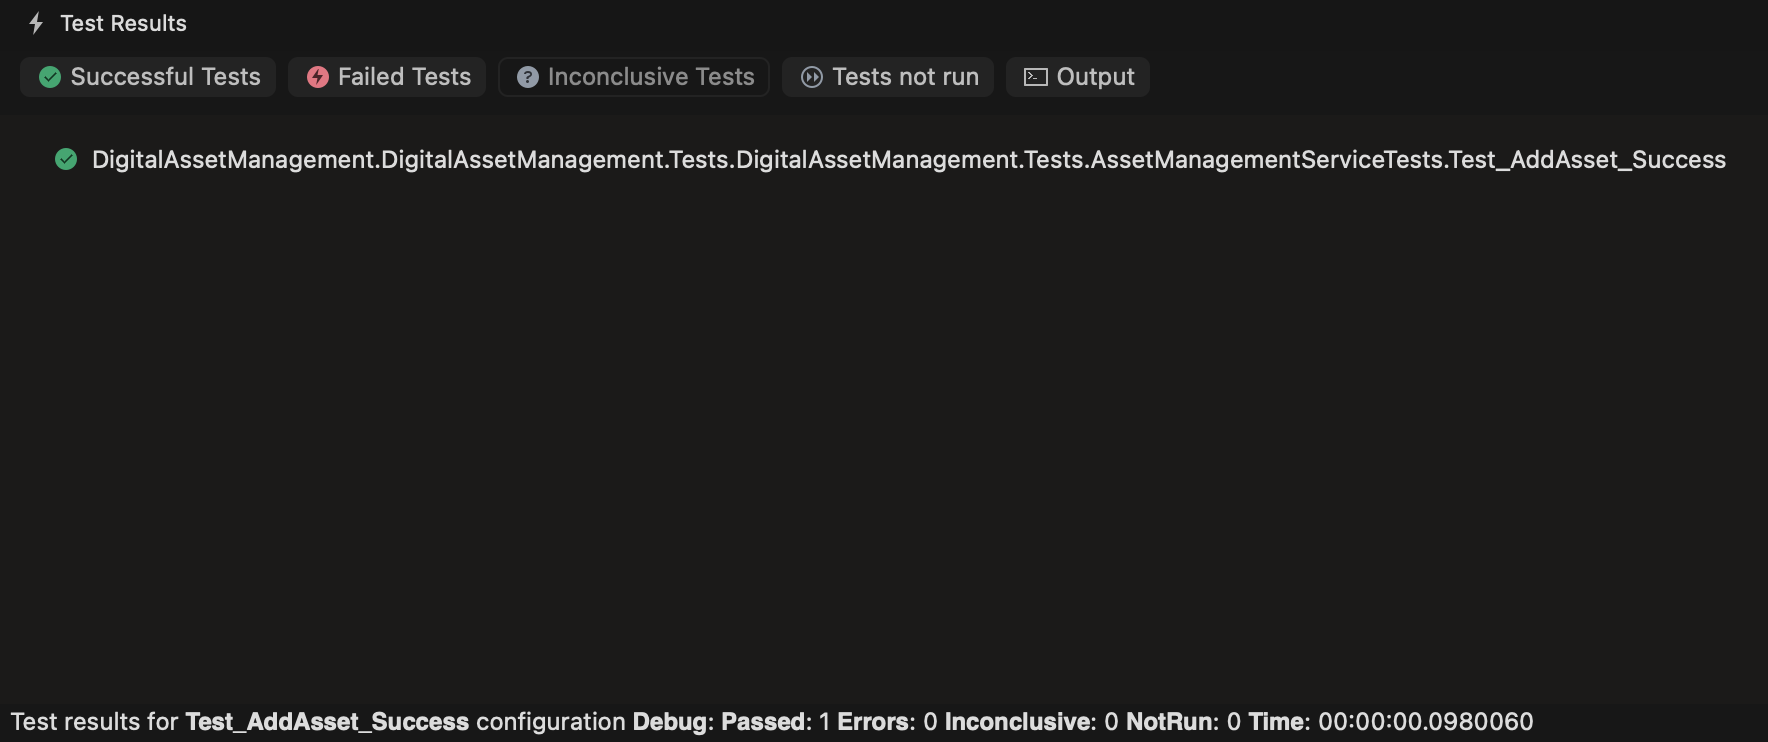 Test Results
Successful Tests Failed Tests Inconclusive Tests Tests not run Output
DigitalAssetManagement.DigitalAssetManagement.Tests.DigitalAssetManagement.Tests.AssetManagementServiceTests.Test_AddAsset_Success
Test results for Test_AddAsset_Success configuration Debug: Passed: 1 Errors: 0 Inconclusive: 0 NotRun: 0 Time: 00:00:00.0980060